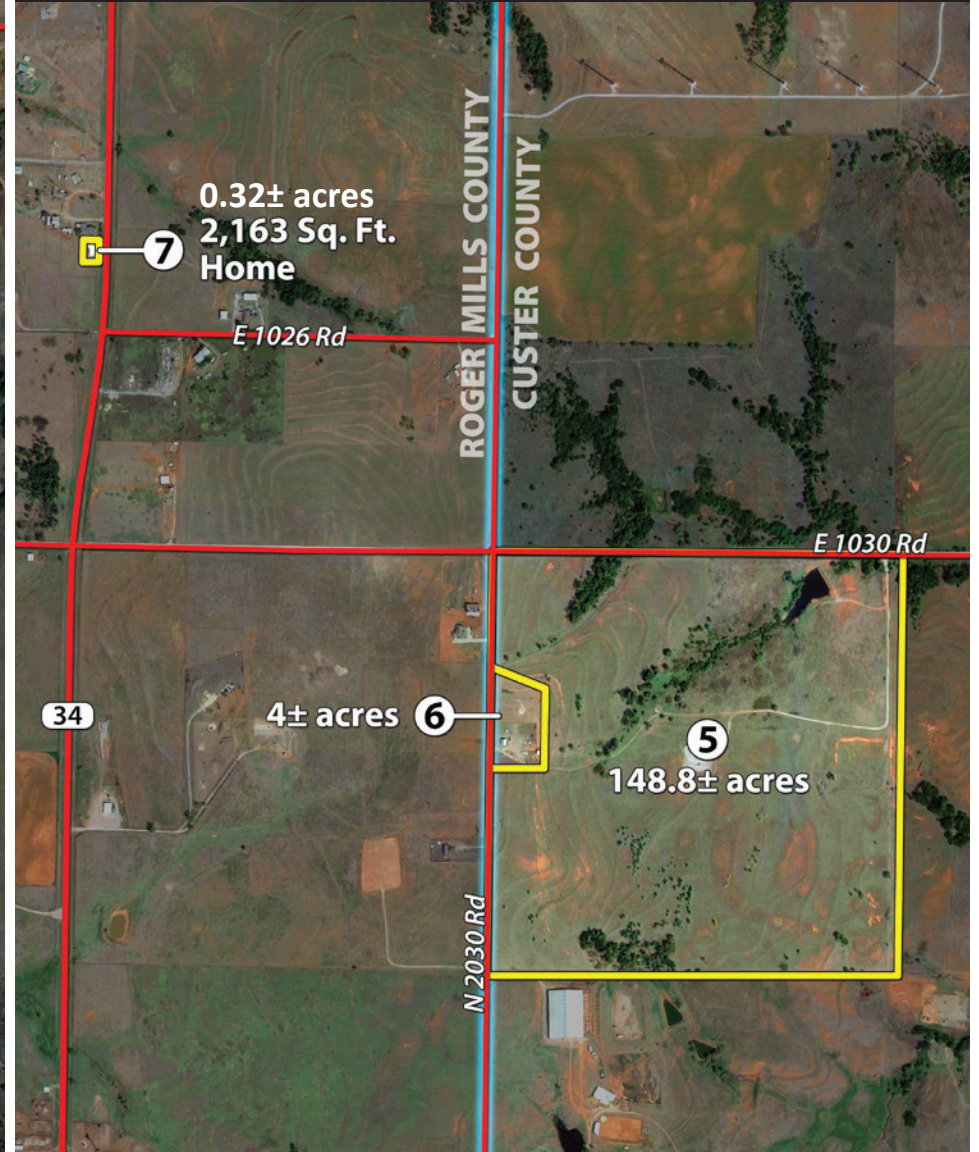 ROGER MILLS COUNTY
CUSTER COUNTY
0.32± acres
7
2,163 Sq. Ft.
Home
E 1026 Rd
E 1030 Rd
34
4± acres
6
5
148.8± acres
N 2030 Rd